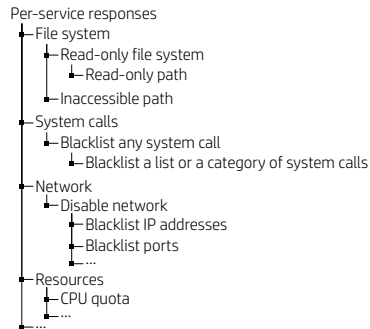 Per-service responses
File system
Read-only file system
Read-only path
Inaccessible path
System calls
Blacklist any system call
Blacklist a list or a category of system calls
Network
Disable network
Blacklist IP addresses
Blacklist ports
...
Resources
CPU quota
...
...